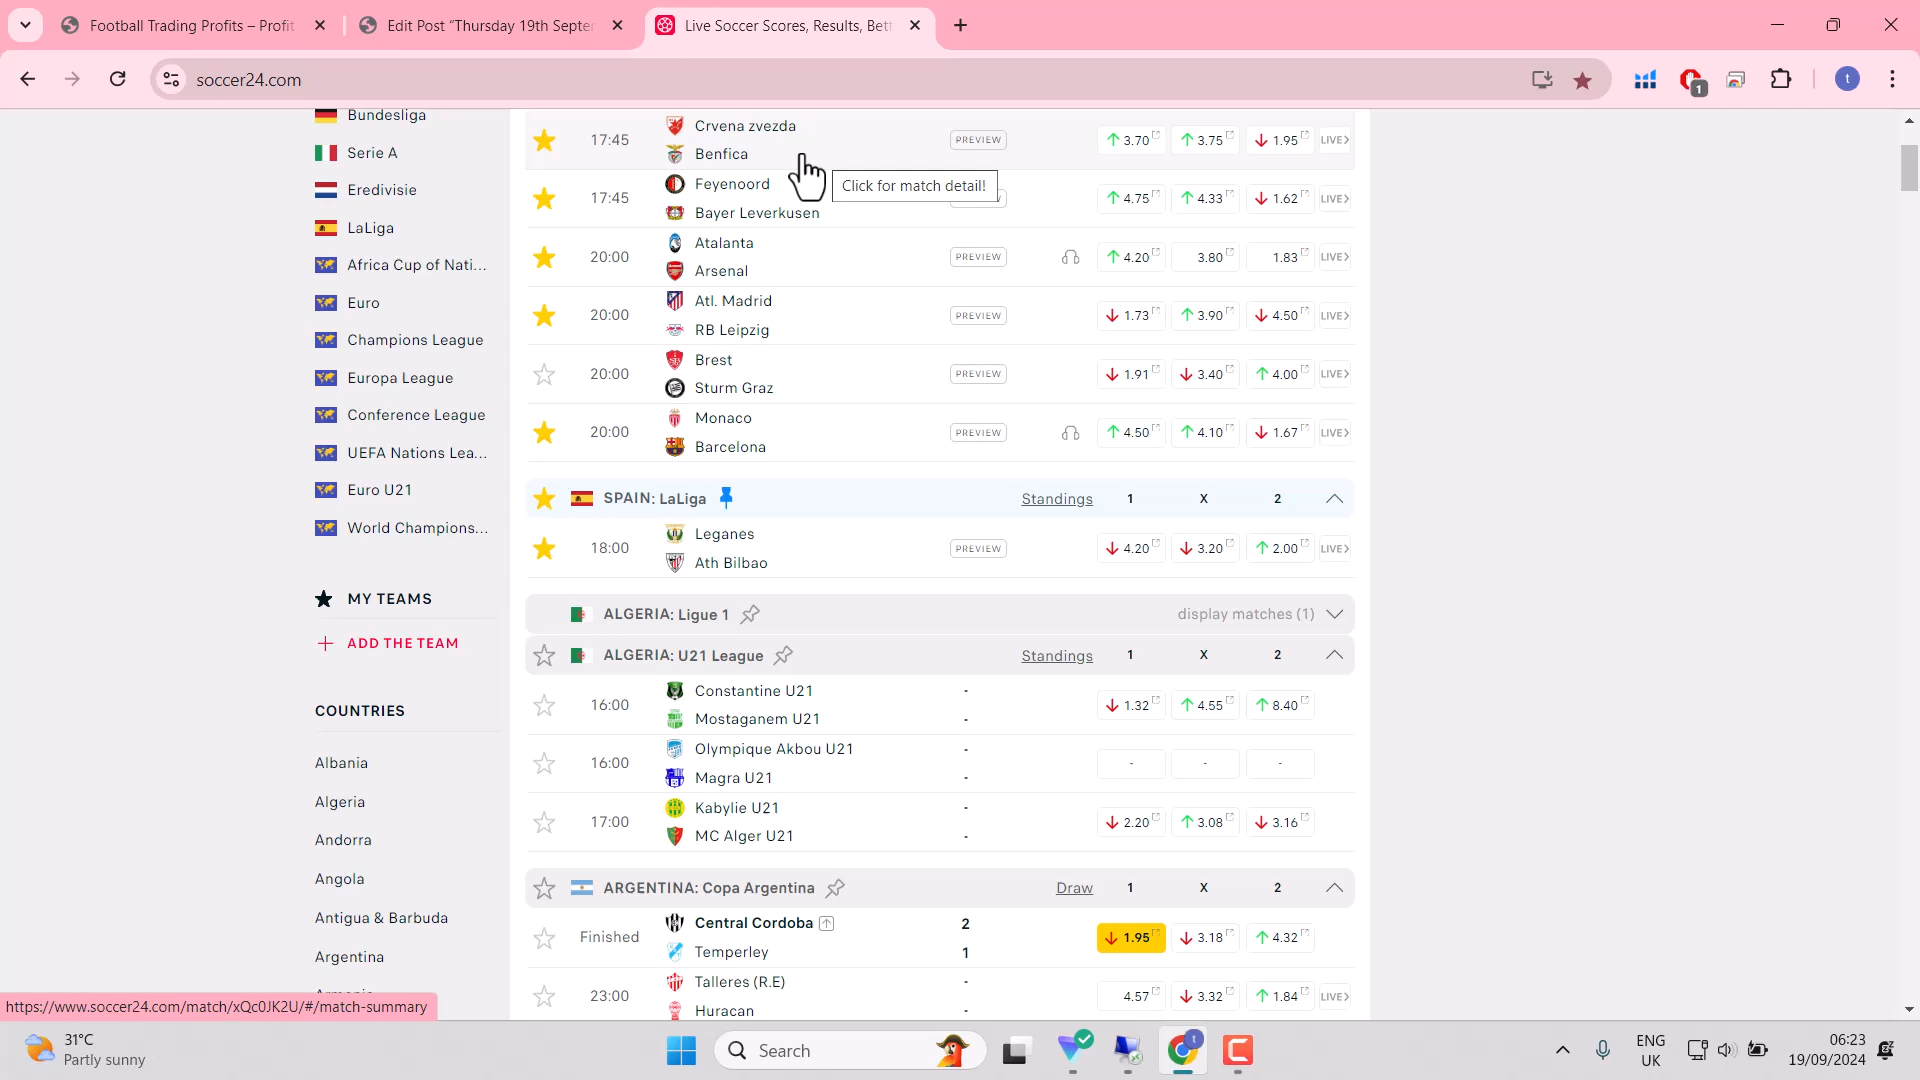 Football Trading Profits – Profit
Edit Post “Thursday 19th Septer
Live Soccer Scores, Results, Bett
soccer24.com
1
t
Bundesliga
Serie A
Eredivisie
LaLiga
Africa Cup of Nati...
Euro
Champions League
Europa League
Conference League
UEFA Nations Lea...
Euro U21
World Champions...
MY TEAMS
ADD THE TEAM
COUNTRIES
Albania
Algeria
Andorra
Angola
Antigua & Barbuda
Argentina
17:45 Crvena zvezda PREVIEW 3.70 3.75 1.95 LIVE
Benfica
Click for match detail!
17:45 Feyenoord 4.75 4.33 1.62 LIVE
Bayer Leverkusen
20:00 Atalanta PREVIEW 4.20 3.80 1.83 LIVE
Arsenal
20:00 Atl. Madrid PREVIEW 1.73 3.90 4.50 LIVE
RB Leipzig
20:00 Brest PREVIEW 1.91 3.40 4.00 LIVE
Sturm Graz
20:00 Monaco PREVIEW 4.50 4.10 1.67 LIVE
Barcelona
SPAIN: LaLiga Standings 1 X 2
18:00 Leganes PREVIEW 4.20 3.20 2.00 LIVE
Ath Bilbao
ALGERIA: Ligue 1 display matches (1)
ALGERIA: U21 League Standings 1 X 2
16:00 Constantine U21 - 1.32 4.55 8.40
Mostaganem U21 -
16:00 Olympique Akbou U21 - - - -
Magra U21 -
17:00 Kabylie U21 - 2.20 3.08 3.16
MC Alger U21 -
ARGENTINA: Copa Argentina Draw 1 X 2
Finished Central Cordoba 2 1.95 3.18 4.32
Temperley 1
23:00 Talleres (R.E) - 4.57 3.32 1.84 LIVE
Huracan -
https://www.soccer24.com/match/xQc0JK2U/#/match-summary
31°C
Partly sunny
Search
t
ENG
UK
06:23
19/09/2024